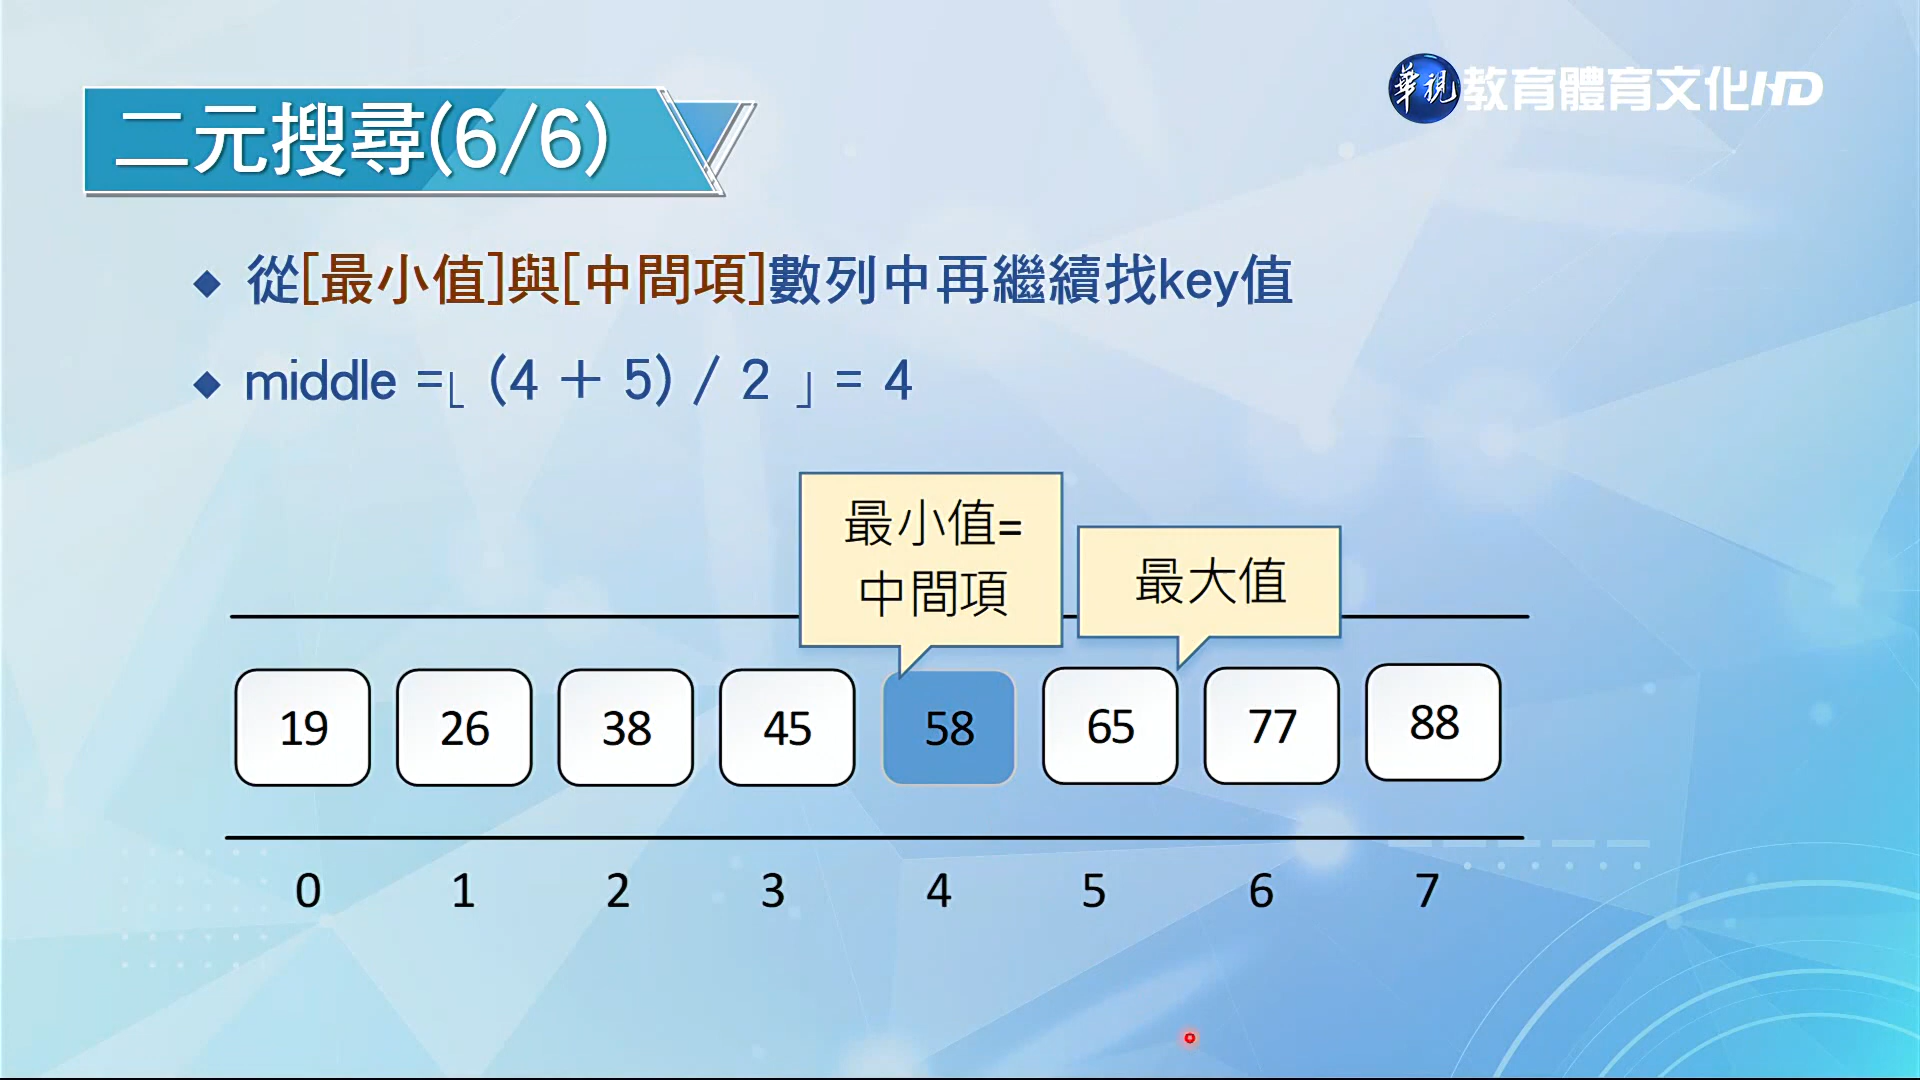 華視 教育體育文化HD
二元搜尋(6/6)
◆ 從[最小值]與[中間項]數列中再繼續找key值
◆ middle =⌊ (4 + 5) / 2 ⌋ = 4
最小值=
中間項
最大值
19 26 38 45 58 65 77 88
0 1 2 3 4 5 6 7